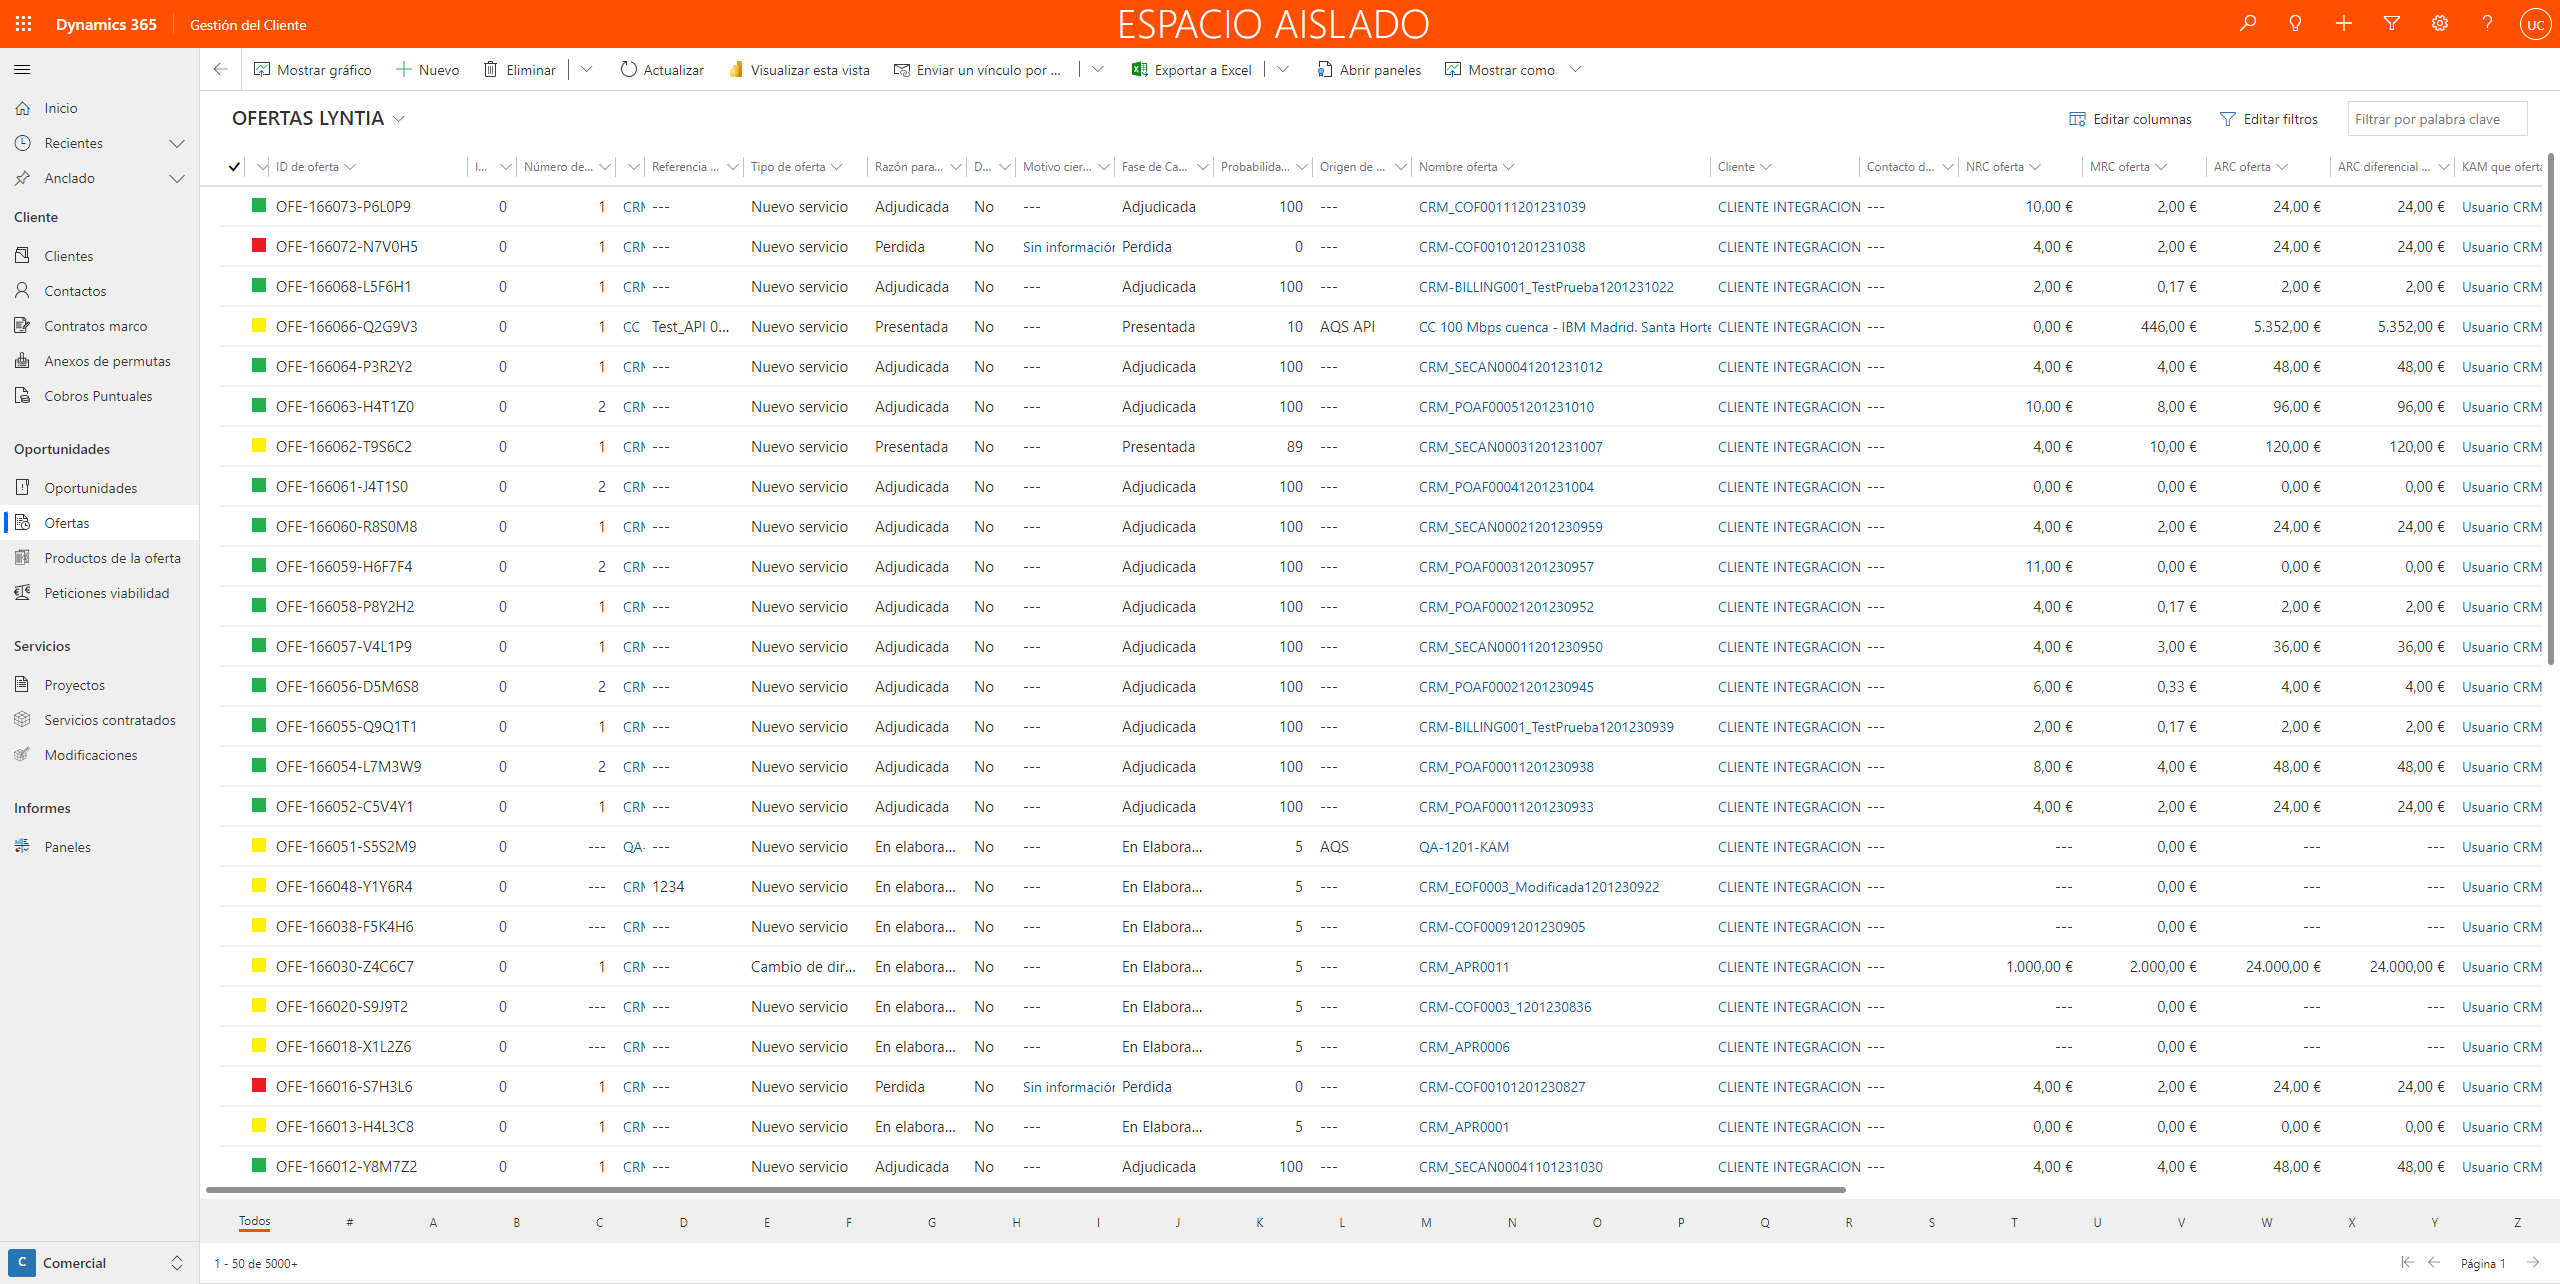 Dynamics 365
Gestión del Cliente
ESPACIO AISLADO
UC
Mostrar gráfico
Nuevo
Eliminar
Actualizar
Visualizar esta vista
Enviar un vínculo por ...
Exportar a Excel
Abrir paneles
Mostrar como
Inicio
Recientes
Anclado
Cliente
Clientes
Contactos
Contratos marco
Anexos de permutas
Cobros Puntuales
Oportunidades
Oportunidades
Ofertas
Productos de la oferta
Peticiones viabilidad
Servicios
Proyectos
Servicios contratados
Modificaciones
Informes
Paneles
C Comercial
OFERTAS LYNTIA
Editar columnas
Editar filtros
Filtrar por palabra clave
ID de oferta I... Número de... Referencia ... Tipo de oferta Razón para... D... Motivo cier... Fase de Ca... Probabilida... Origen de ... Nombre oferta Cliente Contacto d... NRC oferta MRC oferta ARC oferta ARC diferencial ... KAM que oferta
OFE-166073-P6L0P9 0 1 CRM --- Nuevo servicio Adjudicada No --- Adjudicada 100 --- CRM_COF00111201231039 CLIENTE INTEGRACION --- 10,00 € 2,00 € 24,00 € 24,00 € Usuario CRM
OFE-166072-N7V0H5 0 1 CRM --- Nuevo servicio Perdida No Sin información Perdida 0 --- CRM-COF00101201231038 CLIENTE INTEGRACION --- 4,00 € 2,00 € 24,00 € 24,00 € Usuario CRM
OFE-166068-L5F6H1 0 1 CRM --- Nuevo servicio Adjudicada No --- Adjudicada 100 --- CRM-BILLING001_TestPrueba1201231022 CLIENTE INTEGRACION --- 2,00 € 0,17 € 2,00 € 2,00 € Usuario CRM
OFE-166066-Q2G9V3 0 1 CC Test_API 0... Nuevo servicio Presentada No --- Presentada 10 AQS API CC 100 Mbps cuenca - IBM Madrid. Santa Horte CLIENTE INTEGRACION --- 0,00 € 446,00 € 5.352,00 € 5.352,00 € Usuario CRM
OFE-166064-P3R2Y2 0 1 CRM --- Nuevo servicio Adjudicada No --- Adjudicada 100 --- CRM_SECAN00041201231012 CLIENTE INTEGRACION --- 4,00 € 4,00 € 48,00 € 48,00 € Usuario CRM
OFE-166063-H4T1Z0 0 2 CRM --- Nuevo servicio Adjudicada No --- Adjudicada 100 --- CRM_POAF00051201231010 CLIENTE INTEGRACION --- 10,00 € 8,00 € 96,00 € 96,00 € Usuario CRM
OFE-166062-T9S6C2 0 1 CRM --- Nuevo servicio Presentada No --- Presentada 89 --- CRM_SECAN00031201231007 CLIENTE INTEGRACION --- 4,00 € 10,00 € 120,00 € 120,00 € Usuario CRM
OFE-166061-J4T1S0 0 2 CRM --- Nuevo servicio Adjudicada No --- Adjudicada 100 --- CRM_POAF00041201231004 CLIENTE INTEGRACION --- 0,00 € 0,00 € 0,00 € 0,00 € Usuario CRM
OFE-166060-R8S0M8 0 1 CRM --- Nuevo servicio Adjudicada No --- Adjudicada 100 --- CRM_SECAN00021201230959 CLIENTE INTEGRACION --- 4,00 € 2,00 € 24,00 € 24,00 € Usuario CRM
OFE-166059-H6F7F4 0 2 CRM --- Nuevo servicio Adjudicada No --- Adjudicada 100 --- CRM_POAF00031201230957 CLIENTE INTEGRACION --- 11,00 € 0,00 € 0,00 € 0,00 € Usuario CRM
OFE-166058-P8Y2H2 0 1 CRM --- Nuevo servicio Adjudicada No --- Adjudicada 100 --- CRM_POAF00021201230952 CLIENTE INTEGRACION --- 4,00 € 0,17 € 2,00 € 2,00 € Usuario CRM
OFE-166057-V4L1P9 0 1 CRM --- Nuevo servicio Adjudicada No --- Adjudicada 100 --- CRM_SECAN00011201230950 CLIENTE INTEGRACION --- 4,00 € 3,00 € 36,00 € 36,00 € Usuario CRM
OFE-166056-D5M6S8 0 2 CRM --- Nuevo servicio Adjudicada No --- Adjudicada 100 --- CRM_POAF00021201230945 CLIENTE INTEGRACION --- 6,00 € 0,33 € 4,00 € 4,00 € Usuario CRM
OFE-166055-Q9Q1T1 0 1 CRM --- Nuevo servicio Adjudicada No --- Adjudicada 100 --- CRM-BILLING001_TestPrueba1201230939 CLIENTE INTEGRACION --- 2,00 € 0,17 € 2,00 € 2,00 € Usuario CRM
OFE-166054-L7M3W9 0 2 CRM --- Nuevo servicio Adjudicada No --- Adjudicada 100 --- CRM_POAF00011201230938 CLIENTE INTEGRACION --- 8,00 € 4,00 € 48,00 € 48,00 € Usuario CRM
OFE-166052-C5V4Y1 0 1 CRM --- Nuevo servicio Adjudicada No --- Adjudicada 100 --- CRM_POAF00011201230933 CLIENTE INTEGRACION --- 4,00 € 2,00 € 24,00 € 24,00 € Usuario CRM
OFE-166051-S5S2M9 0 --- QA- --- Nuevo servicio En elabora... No --- En Elabora... 5 AQS QA-1201-KAM CLIENTE INTEGRACION --- --- 0,00 € --- --- Usuario CRM
OFE-166048-Y1Y6R4 0 --- CRM 1234 Nuevo servicio En elabora... No --- En Elabora... 5 --- CRM_EOF0003_Modificada1201230922 CLIENTE INTEGRACION --- --- 0,00 € --- --- Usuario CRM
OFE-166038-F5K4H6 0 --- CRM --- Nuevo servicio En elabora... No --- En Elabora... 5 --- CRM-COF00091201230905 CLIENTE INTEGRACION --- --- 0,00 € --- --- Usuario CRM
OFE-166030-Z4C6C7 0 1 CRM --- Cambio de dir... En elabora... No --- En Elabora... 5 --- CRM_APR0011 CLIENTE INTEGRACION --- 1.000,00 € 2.000,00 € 24.000,00 € 24.000,00 € Usuario CRM
OFE-166020-S9J9T2 0 --- CRM --- Nuevo servicio En elabora... No --- En Elabora... 5 --- CRM-COF0003_1201230836 CLIENTE INTEGRACION --- --- 0,00 € --- --- Usuario CRM
OFE-166018-X1L2Z6 0 --- CRM --- Nuevo servicio En elabora... No --- En Elabora... 5 --- CRM_APR0006 CLIENTE INTEGRACION --- --- 0,00 € --- --- Usuario CRM
OFE-166016-S7H3L6 0 1 CRM --- Nuevo servicio Perdida No Sin información Perdida 0 --- CRM-COF00101201230827 CLIENTE INTEGRACION --- 4,00 € 2,00 € 24,00 € 24,00 € Usuario CRM
OFE-166013-H4L3C8 0 1 CRM --- Nuevo servicio En elabora... No --- En Elabora... 5 --- CRM_APR0001 CLIENTE INTEGRACION --- 0,00 € 0,00 € 0,00 € 0,00 € Usuario CRM
OFE-166012-Y8M7Z2 0 1 CRM --- Nuevo servicio Adjudicada No --- Adjudicada 100 --- CRM_SECAN00041101231030 CLIENTE INTEGRACION --- 4,00 € 4,00 € 48,00 € 48,00 € Usuario CRM
Todos # A B C D E F G H I J K L M N O P Q R S T U V W X Y Z
1 - 50 de 5000+
Página 1